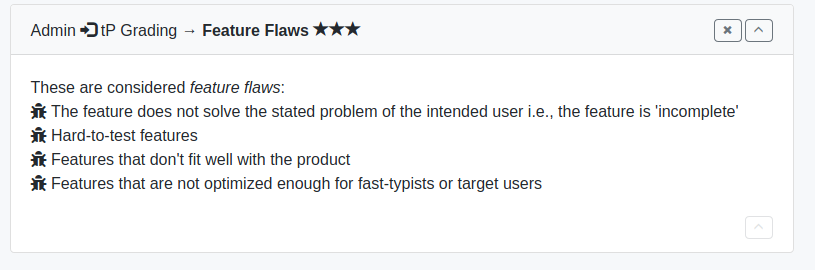 Admin tP Grading → Feature Flaws ★★★
These are considered feature flaws:
The feature does not solve the stated problem of the intended user i.e., the feature is 'incomplete'
Hard-to-test features
Features that don't fit well with the product
Features that are not optimized enough for fast-typists or target users